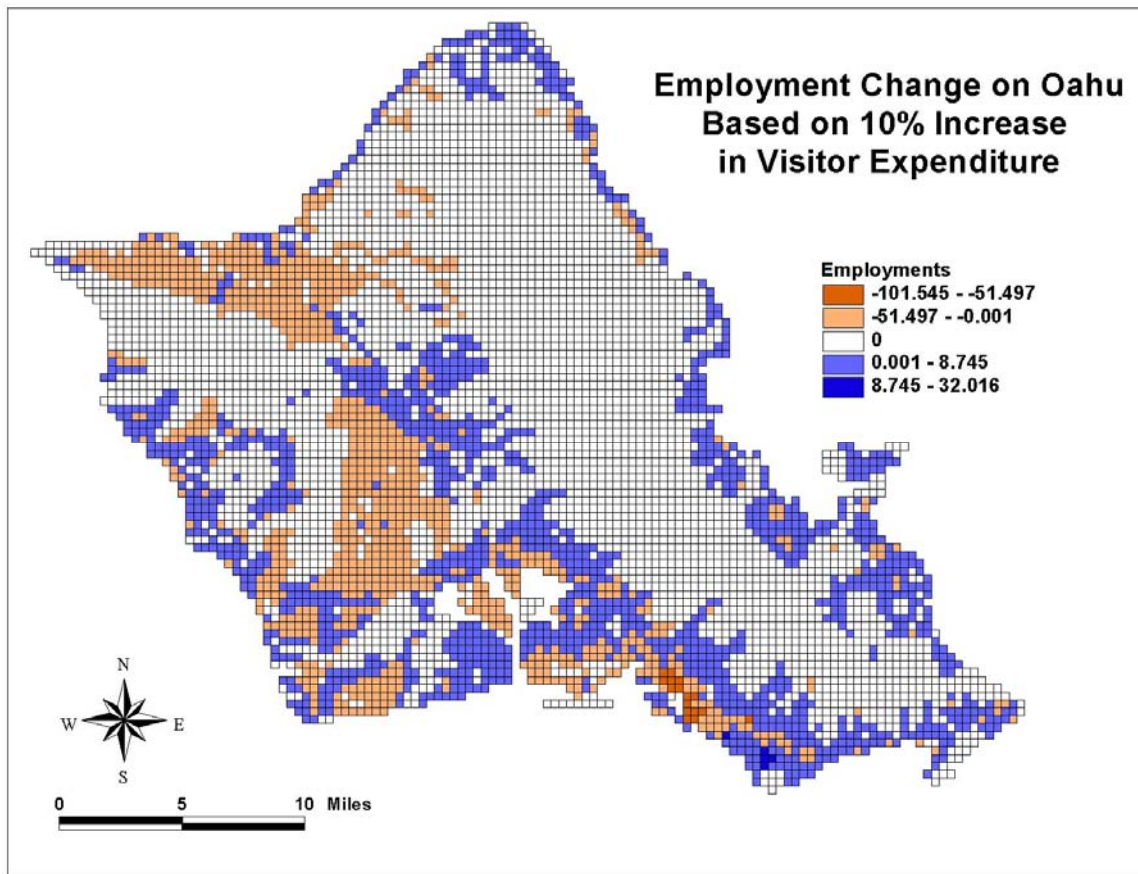 Employment Change on Oahu
Based on 10% Increase
in Visitor Expenditure
Employments
-101.545 - -51.497
-51.497 - -0.001
0
0.001 - 8.745
8.745 - 32.016
N
W E
S
0 5 10 Miles